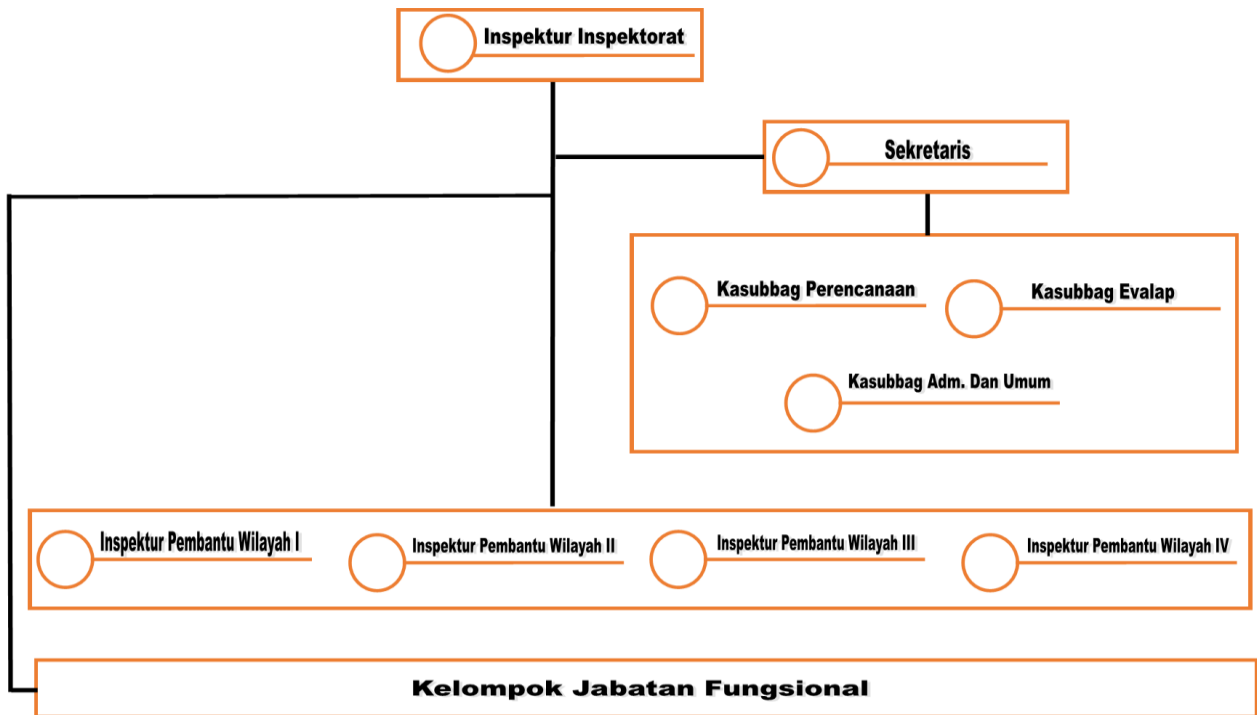 Inspektur Inspektorat
Sekretaris
Kasubbag Perencanaan
Kasubbag Evalap
Kasubbag Adm. Dan Umum
Inspektur Pembantu Wilayah I
Inspektur Pembantu Wilayah II
Inspektur Pembantu Wilayah III
Inspektur Pembantu Wilayah IV
Kelompok Jabatan Fungsional